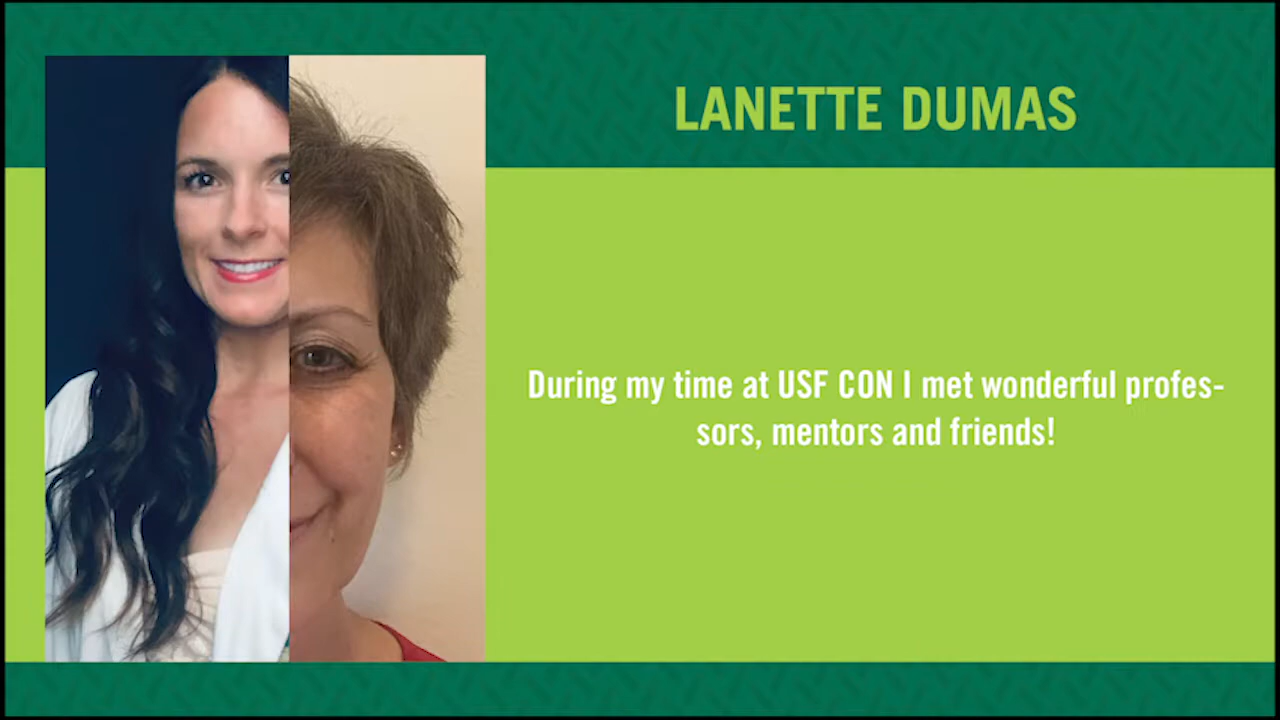 LANETTE DUMAS
During my time at USF CON I met wonderful profes-
sors, mentors and friends!